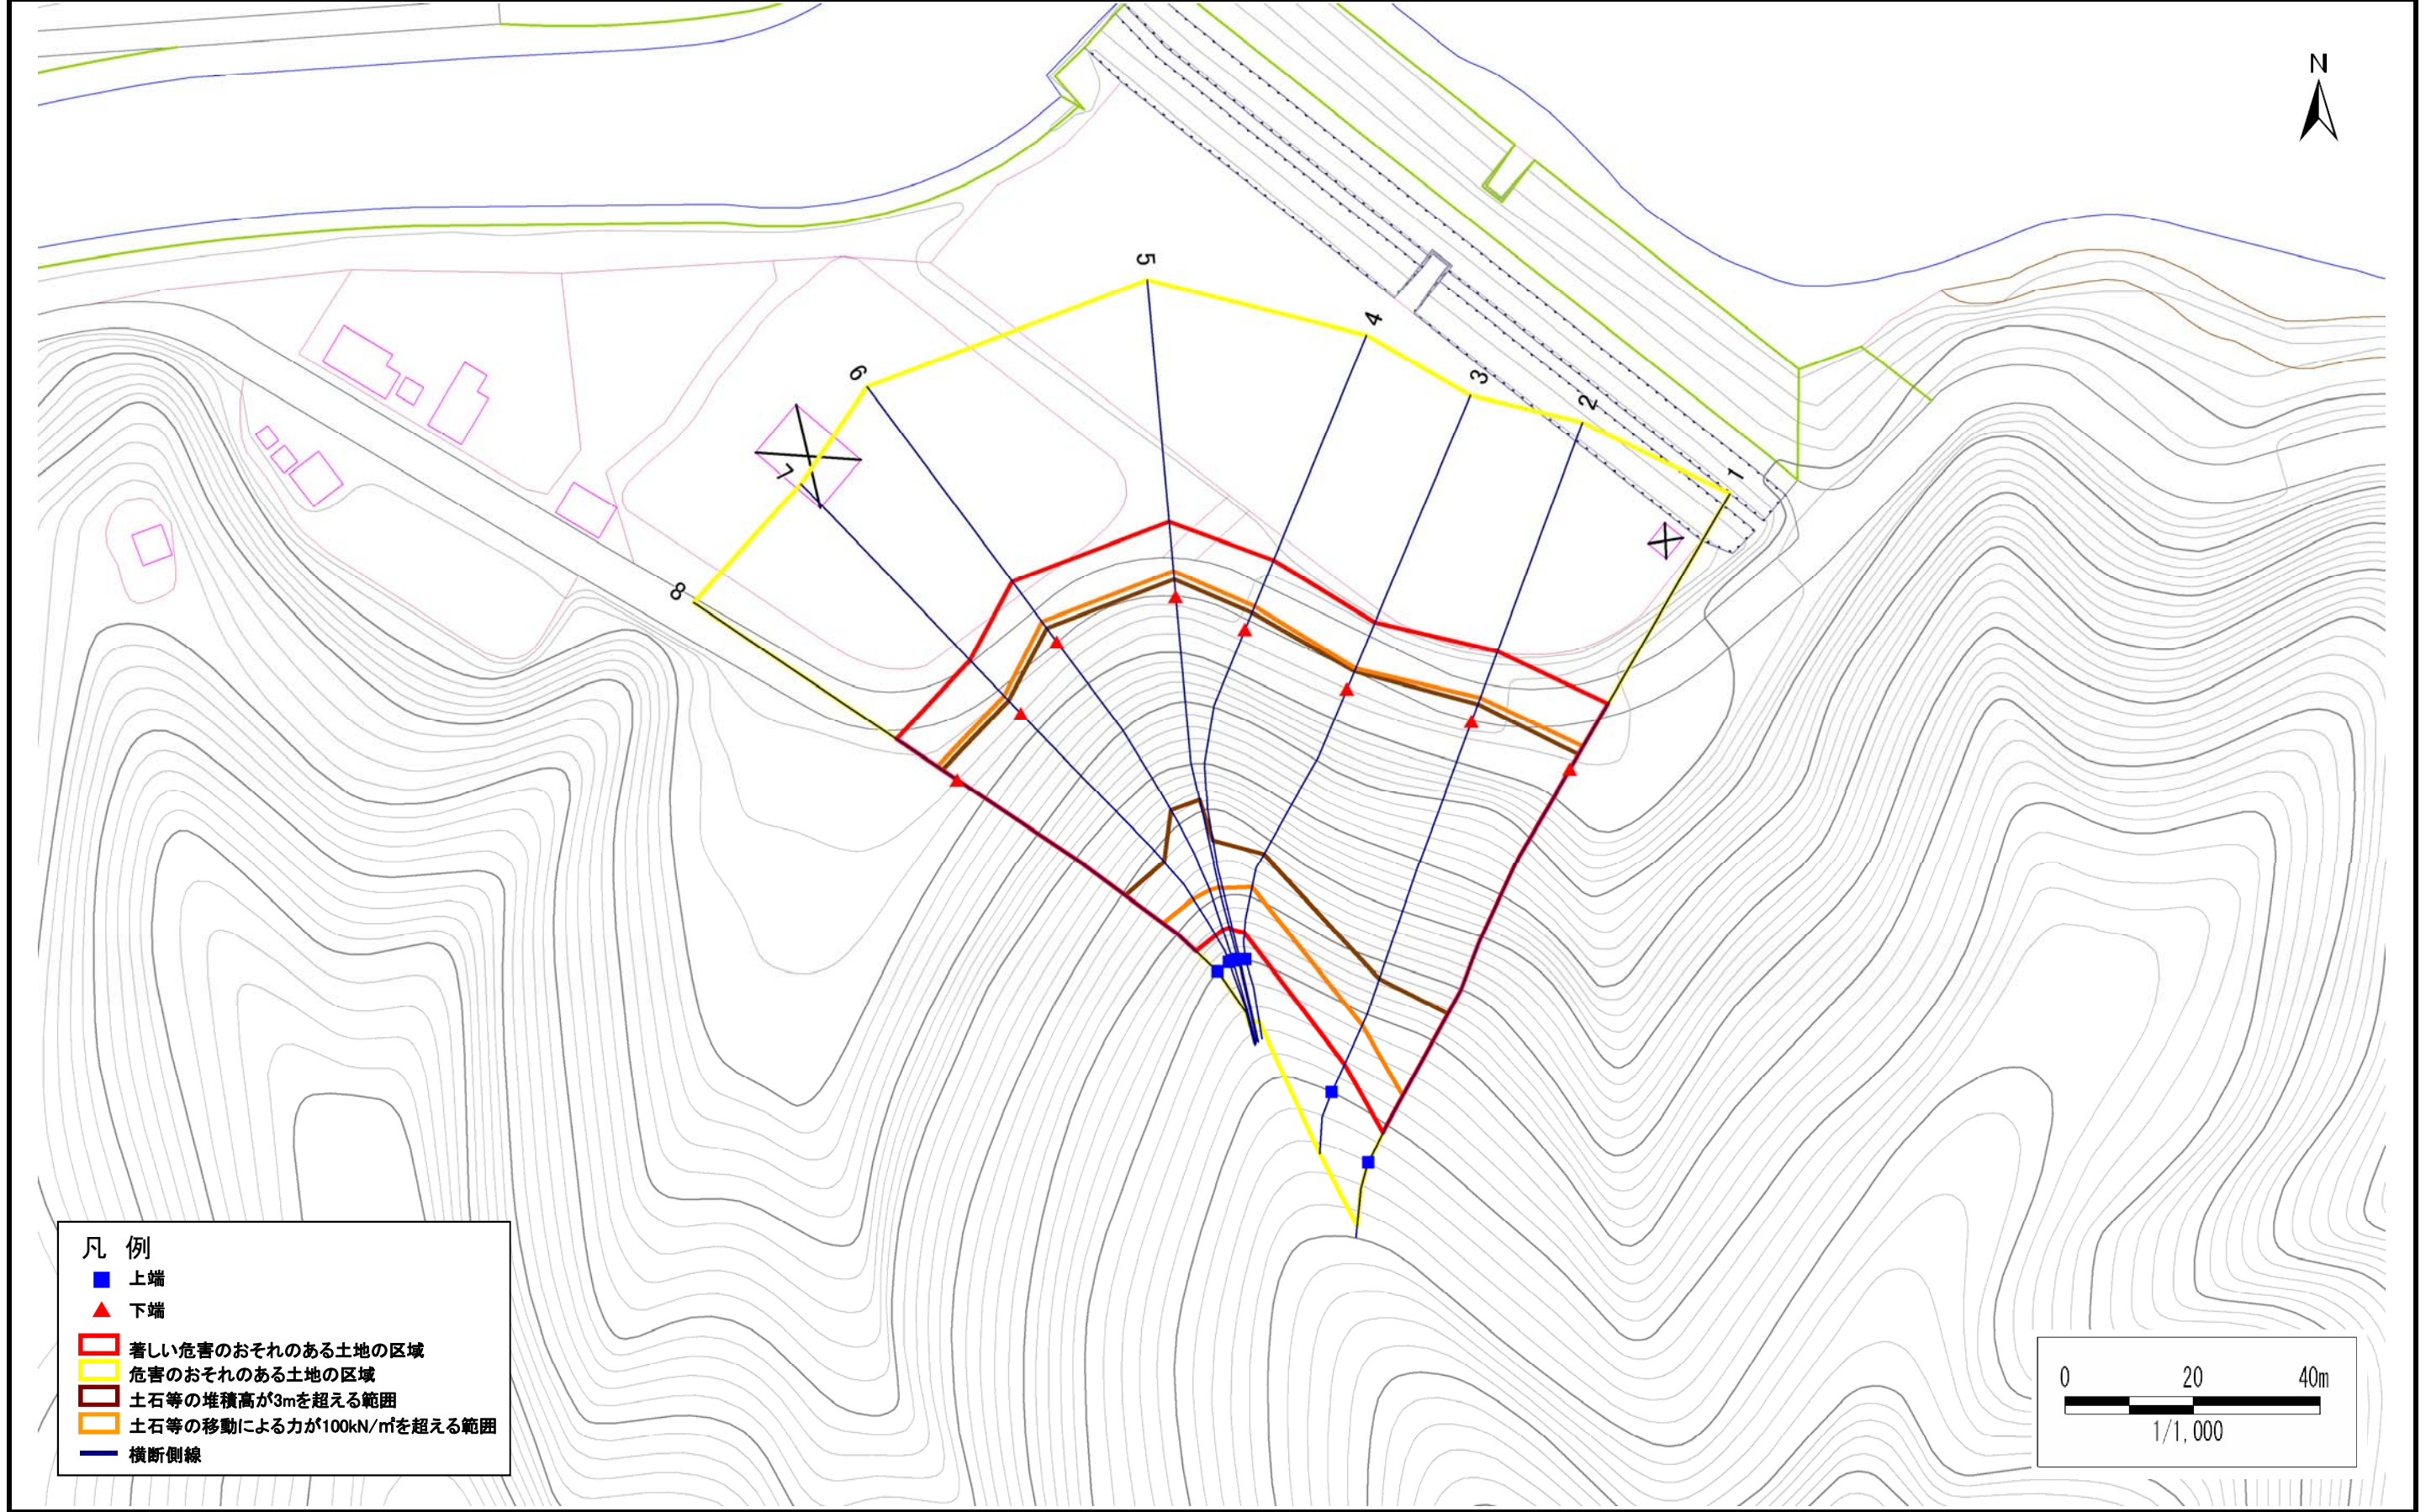 N
5
4
3
2
1
6
7
8
凡 例
上端
下端
著しい危害のおそれのある土地の区域
危害のおそれのある土地の区域
土石等の堆積高が3mを超える範囲
土石等の移動による力が100kN/㎡を超える範囲
横断側線
0 20 40m
1/1,000